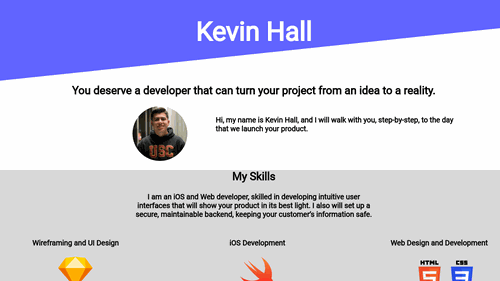 Kevin Hall
You deserve a developer that can turn your project from an idea to a reality.
USC
Hi, my name is Kevin Hall, and I will walk with you, step-by-step, to the day
that we launch your product.
My Skills
I am an iOS and Web developer, skilled in developing intuitive user
interfaces that will show your product in its best light. I also will set up a
secure, maintainable backend, keeping your customer's information safe.
Wireframing and UI Design
iOS Development
Web Design and Development
HTML
CSS
5
3